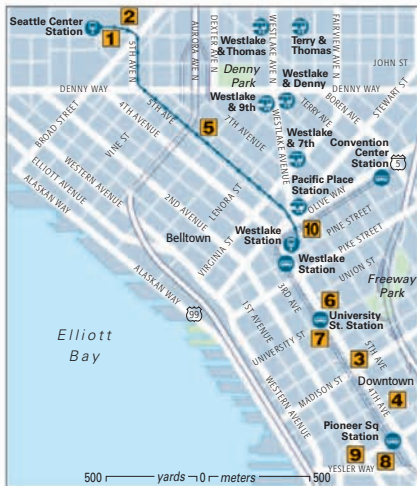 Seattle Center
Station
2
1
AURORA AVE N
DEXTER AVE N
WESTLAKE AVE N
FAIRVIEW AVE N
Westlake
& Thomas
Terry &
Thomas
5TH AVE N
Denny
Park
JOHN ST
DENNY WAY
Westlake
& Denny
DENNY WAY
STEWART ST
BROAD STREET
4TH AVENUE
5TH AVE
Westlake
& 9th
TERRY AVE
BOREN AVE
VINE ST
5
7TH AVENUE
WESTLAKE AVENUE
Westlake
& 7th
Convention
Center
Station
5
ELLIOTT AVENUE
WESTERN AVENUE
ALASKAN WAY
2ND AVENUE
LENORA ST
Pacific Place
Station
OLIVE WAY
10
Belltown
VIRGINIA ST
Westlake
Station
PINE STREET
PIKE STREET
Westlake
Station
UNION ST
ALASKAN WAY
99
3RD AVE
Freeway
Park
Elliott
Bay
1ST AVENUE
6
University
St. Station
7
UNIVERSITY ST
5TH AVE
3
WESTERN AVENUE
MADISON ST
Downtown
4TH AVE
4
Pioneer Sq
Station
9
8
YESLER WAY
500 yards 0 meters 500